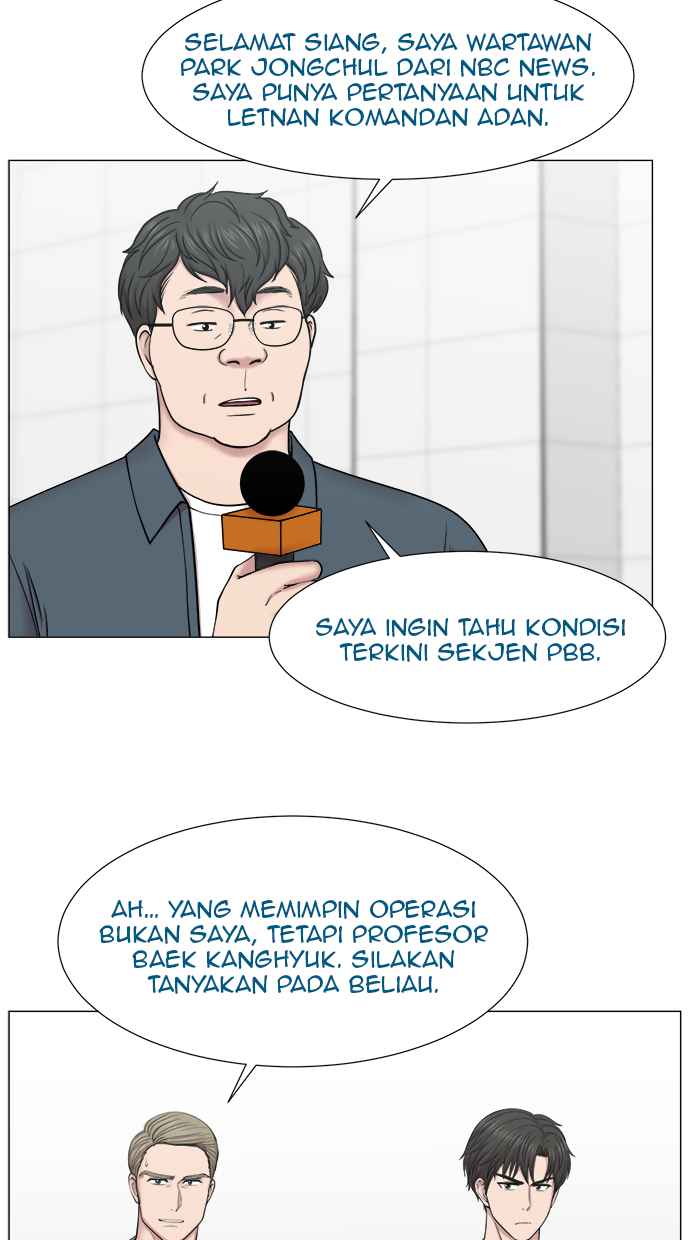 SELAMAT SIANG, SAYA WARTAWAN
PARK JONGCHUL DARI NBC NEWS.
SAYA PUNYA PERTANYAAN UNTUK
LETNAN KOMANDAN ADAN.
SAYA INGIN TAHU KONDISI
TERKINI SEKJEN PBB.
AH... YANG MEMIMPIN OPERASI
BUKAN SAYA, TETAPI PROFESOR
BAEK KANGHYUK. SILAKAN
TANYAKAN PADA BELIAU.